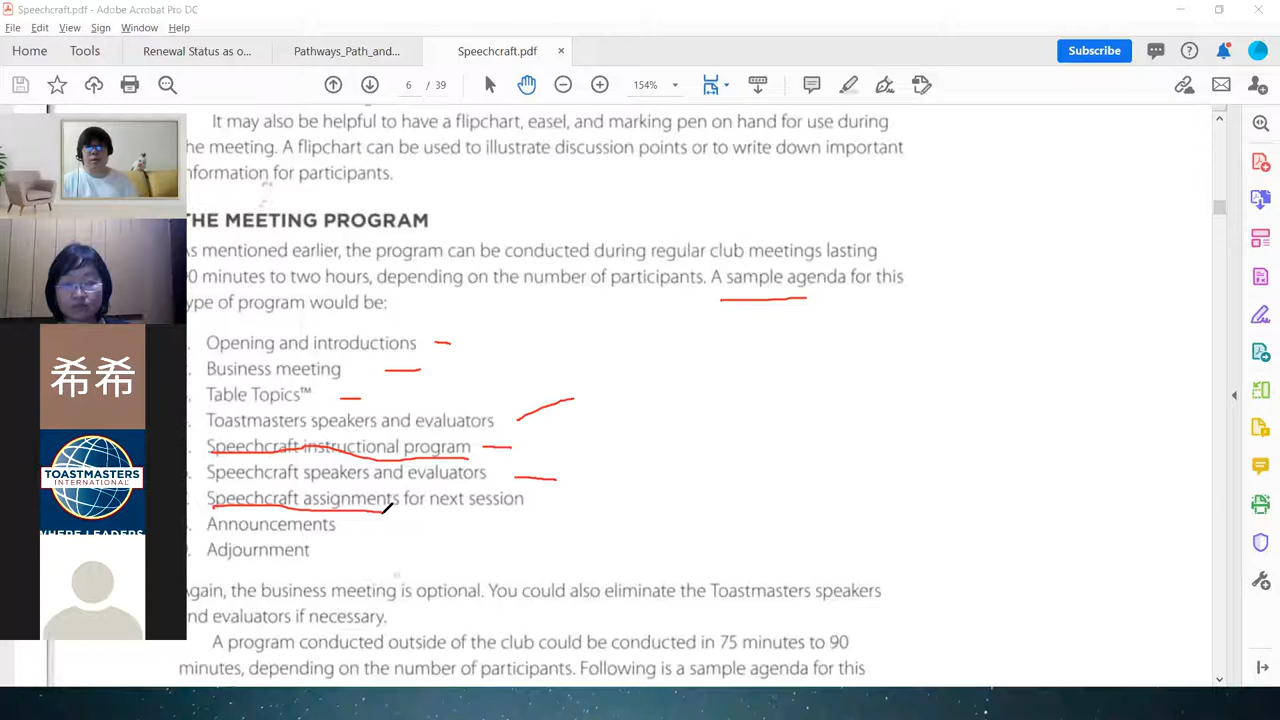 Speechcraft.pdf - Adobe Acrobat Pro DC
File Edit View Sign Window Help
Home Tools Renewal Status as o... Pathways_Path_and... Speechcraft.pdf × Subscribe
6 / 39 154%
It may also be helpful to have a flipchart, easel, and marking pen on hand for use during
he meeting. A flipchart can be used to illustrate discussion points or to write down important
nformation for participants.
HE MEETING PROGRAM
As mentioned earlier, the program can be conducted during regular club meetings lasting
0 minutes to two hours, depending on the number of participants. A sample agenda for this
ype of program would be:
Opening and introductions
Business meeting
Table Topics™
Toastmasters speakers and evaluators
Speechcraft instructional program
Speechcraft speakers and evaluators
Speechcraft assignments for next session
Announcements
Adjournment
gain, the business meeting is optional. You could also eliminate the Toastmasters speakers
nd evaluators if necessary.
A program conducted outside of the club could be conducted in 75 minutes to 90
minutes, depending on the number of participants. Following is a sample agenda for this
希希
TOASTMASTERS
INTERNATIONAL
WHERE LEADERS